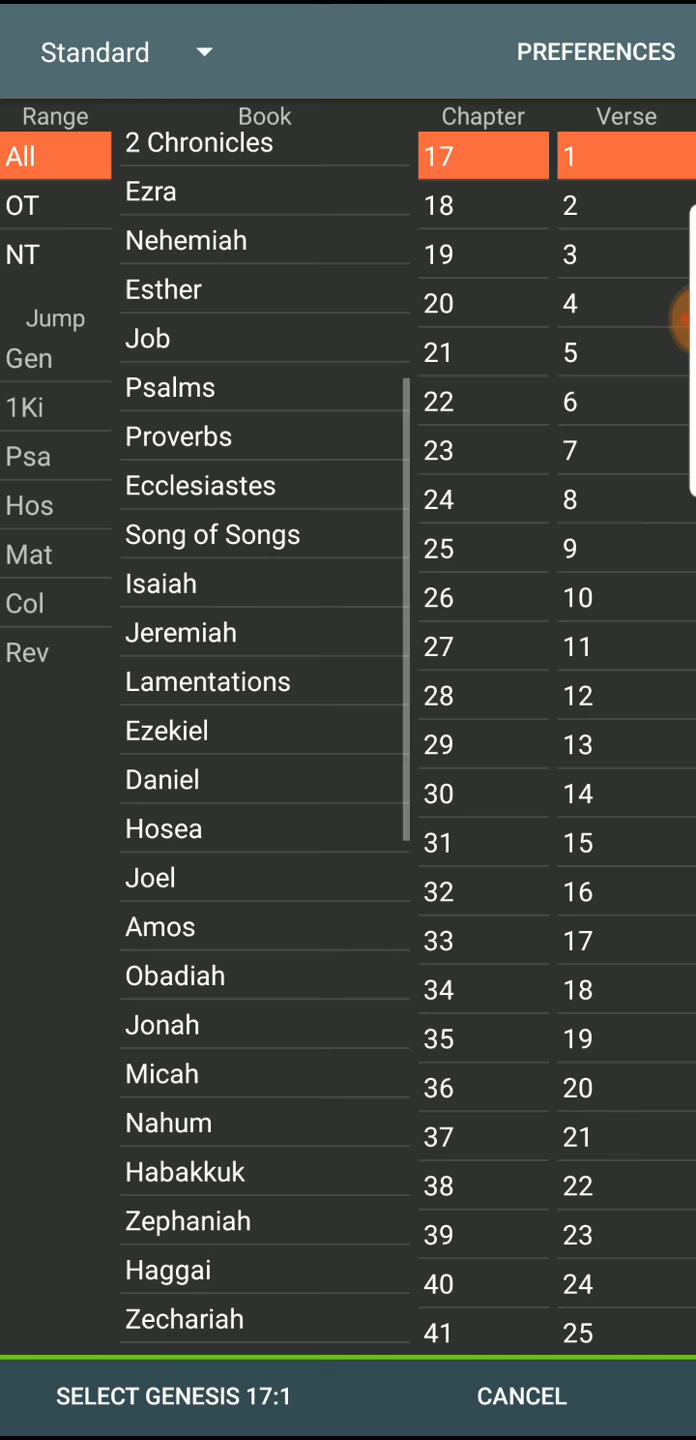 Standard
PREFERENCES
Range
All
OT
NT
Jump
Gen
1Ki
Psa
Hos
Mat
Col
Rev
Book
2 Chronicles
Ezra
Nehemiah
Esther
Job
Psalms
Proverbs
Ecclesiastes
Song of Songs
Isaiah
Jeremiah
Lamentations
Ezekiel
Daniel
Hosea
Joel
Amos
Obadiah
Jonah
Micah
Nahum
Habakkuk
Zephaniah
Haggai
Zechariah
Chapter
17
18
19
20
21
22
23
24
25
26
27
28
29
30
31
32
33
34
35
36
37
38
39
40
41
Verse
1
2
3
4
5
6
7
8
9
10
11
12
13
14
15
16
17
18
19
20
21
22
23
24
25
SELECT GENESIS 17:1
CANCEL